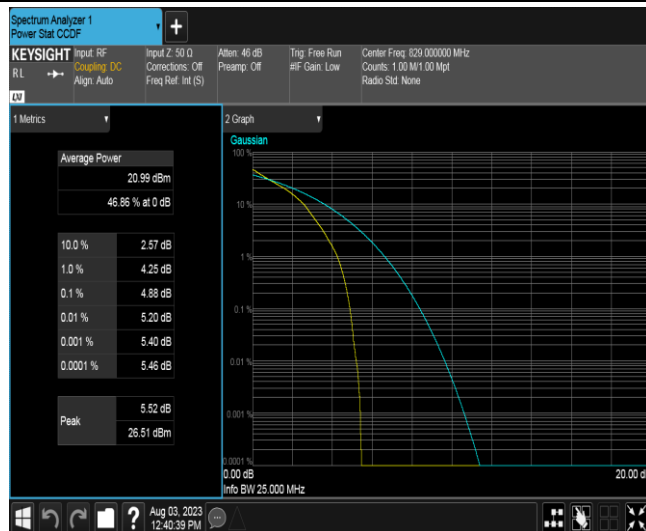 Spectrum Analyzer 1
Power Stat CCDF
+
KEYSIGHT
RL
LXI
Input: RF
Coupling: DC
Align: Auto
Input Z: 50 Ω
Corrections: Off
Freq Ref: Int (S)
Atten: 46 dB
Preamp: Off
Trig: Free Run
#IF Gain: Low
Center Freq: 829.000000 MHz
Counts: 1.00 M/1.00 Mpt
Radio Std: None
1 Metrics
Average Power
20.99 dBm
46.86 % at 0 dB
10.0 % 2.57 dB
1.0 % 4.25 dB
0.1 % 4.88 dB
0.01 % 5.20 dB
0.001 % 5.40 dB
0.0001 % 5.46 dB
Peak
5.52 dB
26.51 dBm
2 Graph
Gaussian
100 %
10 %
1 %
0.1 %
0.01 %
0.001 %
0.0001 %
0.00 dB
20.00 d
Info BW 25.000 MHz
?
Aug 03, 2023
12:40:39 PM